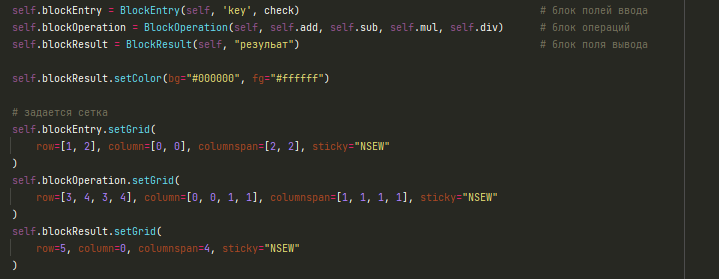 self.blockEntry = BlockEntry(self, 'key', check) # блок полей ввода
self.blockOperation = BlockOperation(self, self.add, self.sub, self.mul, self.div) # блок операций
self.blockResult = BlockResult(self, "резульат") # блок поля вывода
self.blockResult.setColor(bg="#000000", fg="#ffffff")
# задается сетка
self.blockEntry.setGrid(
row=[1, 2], column=[0, 0], columnspan=[2, 2], sticky="NSEW"
)
self.blockOperation.setGrid(
row=[3, 4, 3, 4], column=[0, 0, 1, 1], columnspan=[1, 1, 1, 1], sticky="NSEW"
)
self.blockResult.setGrid(
row=5, column=0, columnspan=4, sticky="NSEW"
)